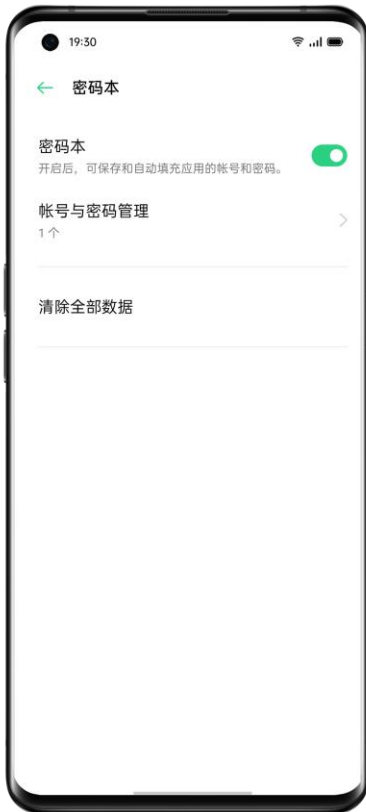 19:30
密码本
密码本
开启后，可保存和自动填充应用的帐号和密码。
帐号与密码管理
1 个
清除全部数据